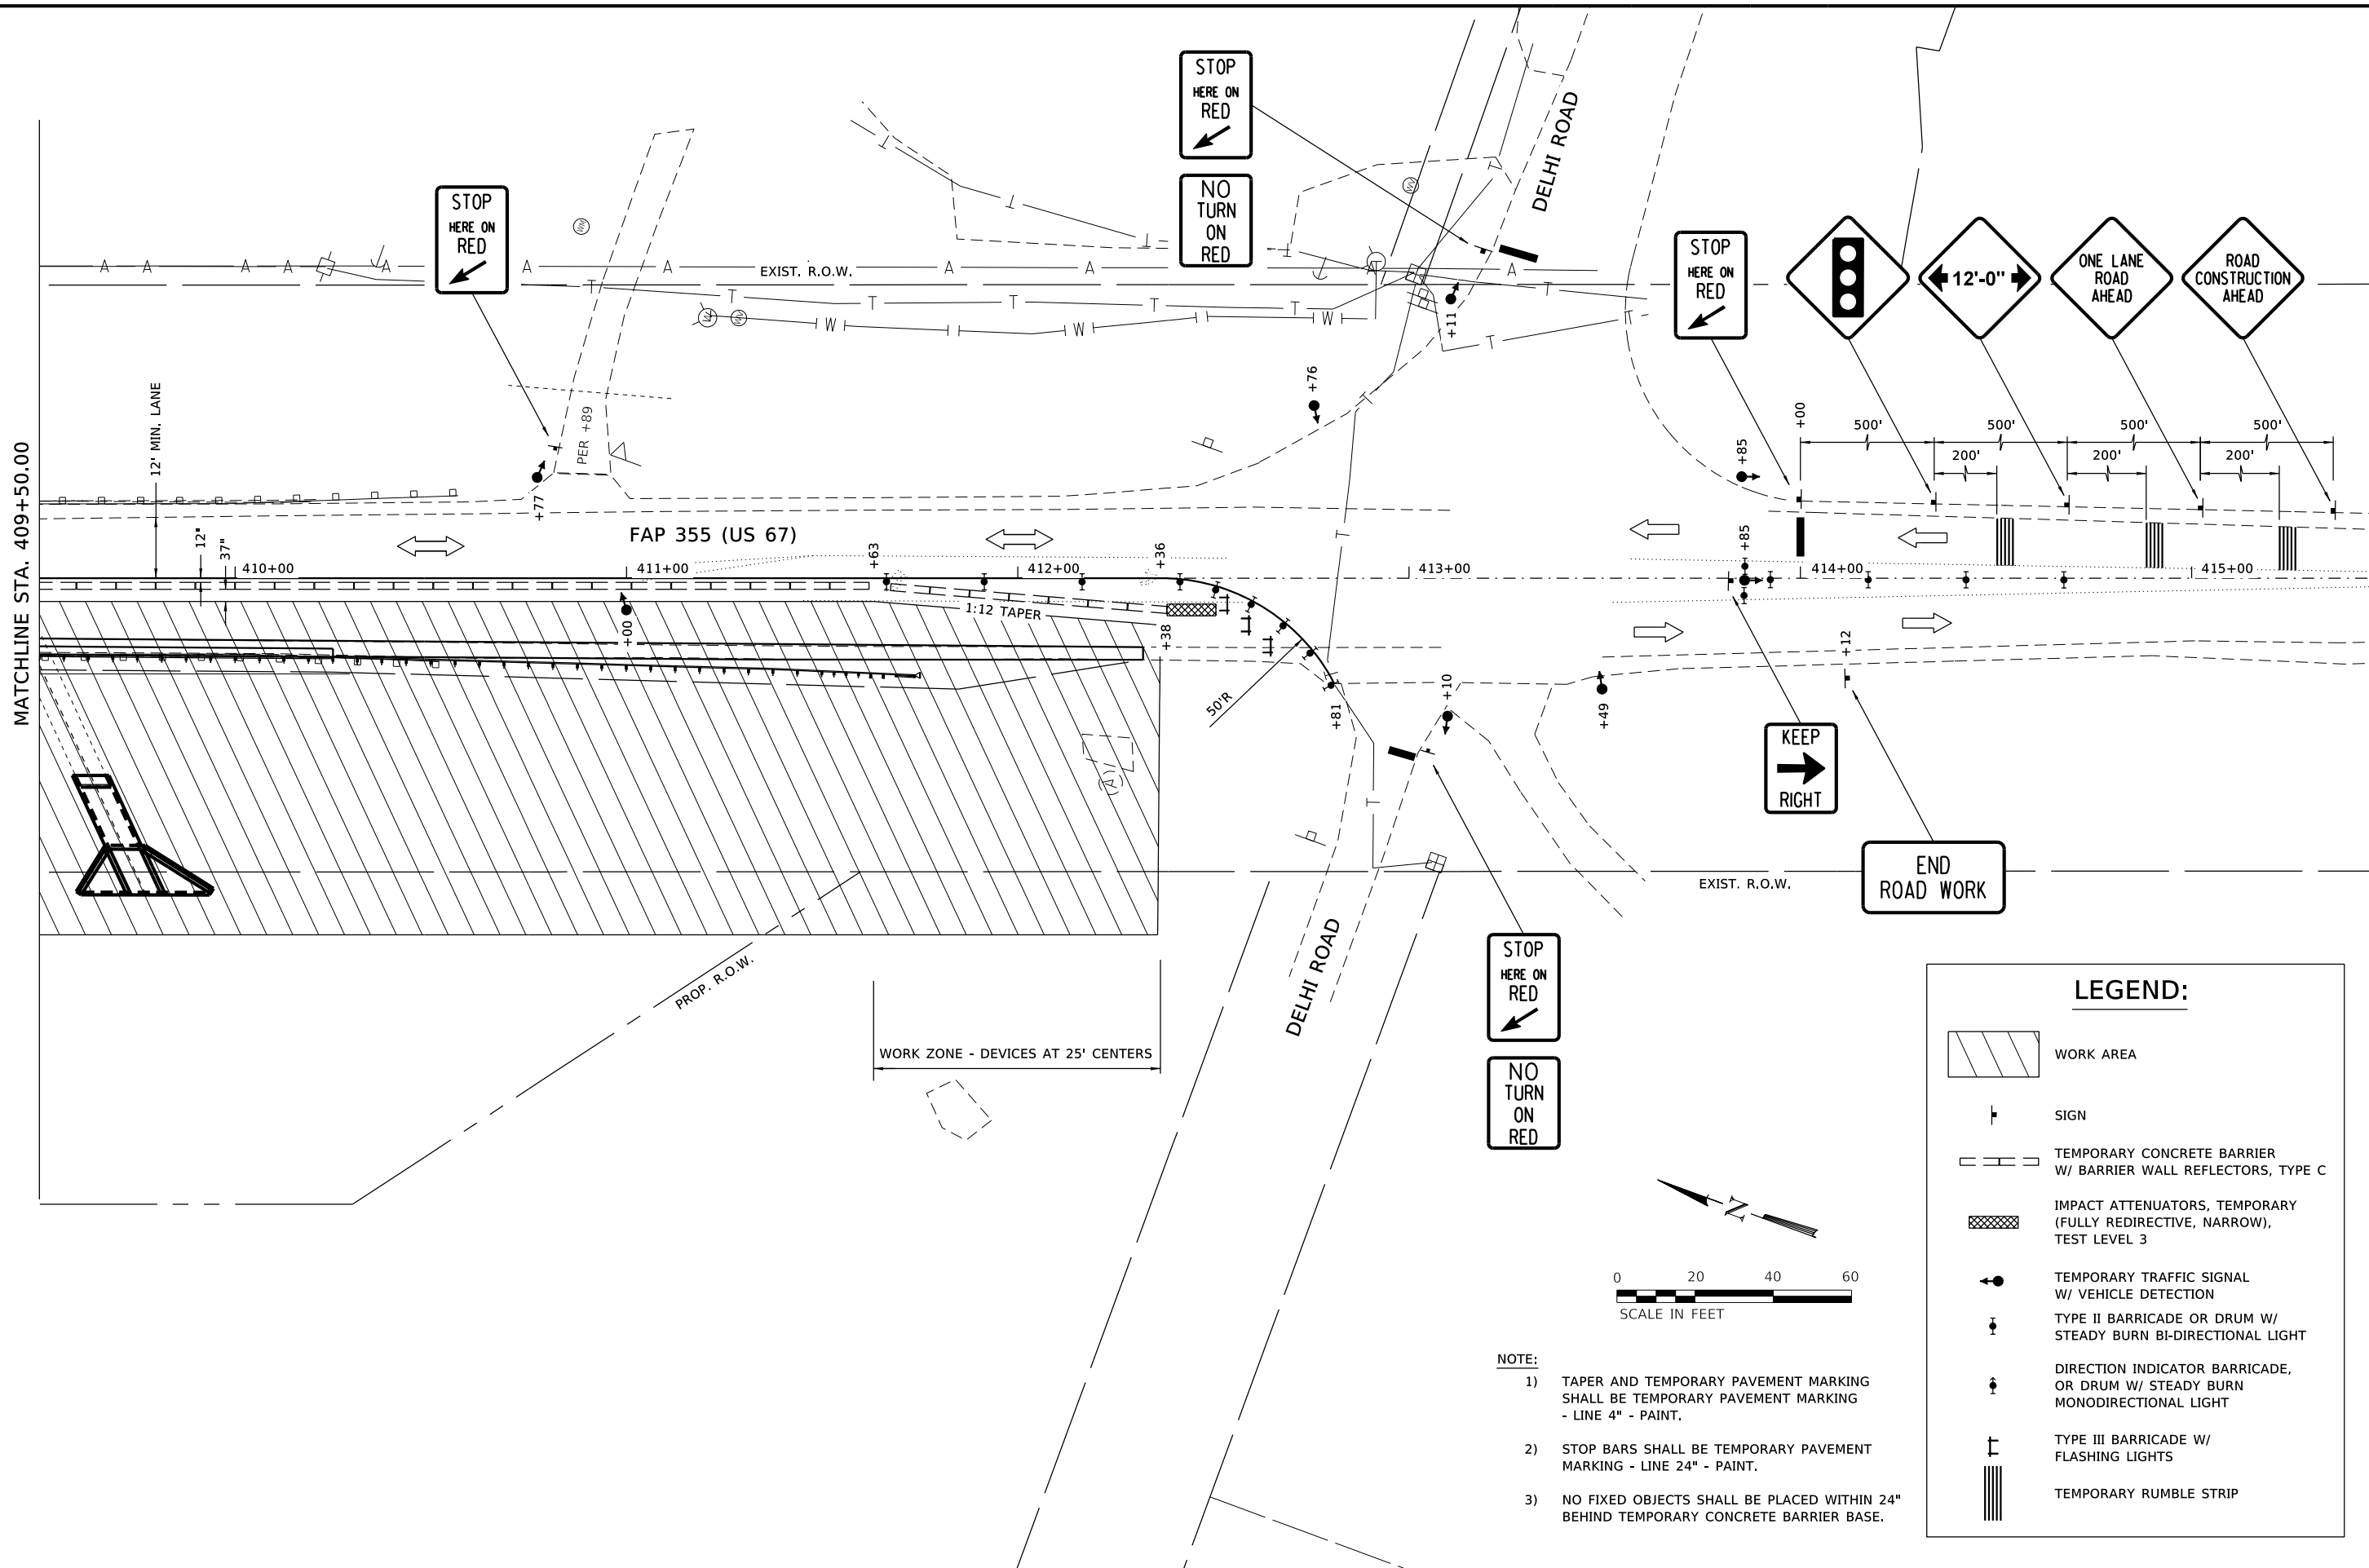 STOP
HERE ON
RED
NO
TURN
ON
RED
DELHI ROAD
STOP
HERE ON
RED
A A A A A A A A A A
EXIST. R.O.W.
T T T T T T T
W W W
W
WM
WM
WM
STOP
HERE ON
RED
12'-0"
ONE LANE
ROAD
AHEAD
ROAD
CONSTRUCTION
AHEAD
+11
+76
12' MIN. LANE
PER +89
+77
+85
+00
500'
500'
500'
500'
200'
200'
200'
MATCHLINE STA. 409+50.00
12"
37"
FAP 355 (US 67)
+63
+36
+85
410+00
411+00
412+00
413+00
414+00
415+00
1:12 TAPER
+00
+38
+12
50'R
+81
+10
+49
A
KEEP
RIGHT
END
ROAD WORK
EXIST. R.O.W.
PROP. R.O.W.
DELHI ROAD
STOP
HERE ON
RED
NO
TURN
ON
RED
WORK ZONE - DEVICES AT 25' CENTERS
N
0 20 40 60
SCALE IN FEET
NOTE:
1) TAPER AND TEMPORARY PAVEMENT MARKING
SHALL BE TEMPORARY PAVEMENT MARKING
- LINE 4" - PAINT.
2) STOP BARS SHALL BE TEMPORARY PAVEMENT
MARKING - LINE 24" - PAINT.
3) NO FIXED OBJECTS SHALL BE PLACED WITHIN 24"
BEHIND TEMPORARY CONCRETE BARRIER BASE.
LEGEND:
WORK AREA
SIGN
TEMPORARY CONCRETE BARRIER
W/ BARRIER WALL REFLECTORS, TYPE C
IMPACT ATTENUATORS, TEMPORARY
(FULLY REDIRECTIVE, NARROW),
TEST LEVEL 3
TEMPORARY TRAFFIC SIGNAL
W/ VEHICLE DETECTION
TYPE II BARRICADE OR DRUM W/
STEADY BURN BI-DIRECTIONAL LIGHT
DIRECTION INDICATOR BARRICADE,
OR DRUM W/ STEADY BURN
MONODIRECTIONAL LIGHT
TYPE III BARRICADE W/
FLASHING LIGHTS
TEMPORARY RUMBLE STRIP